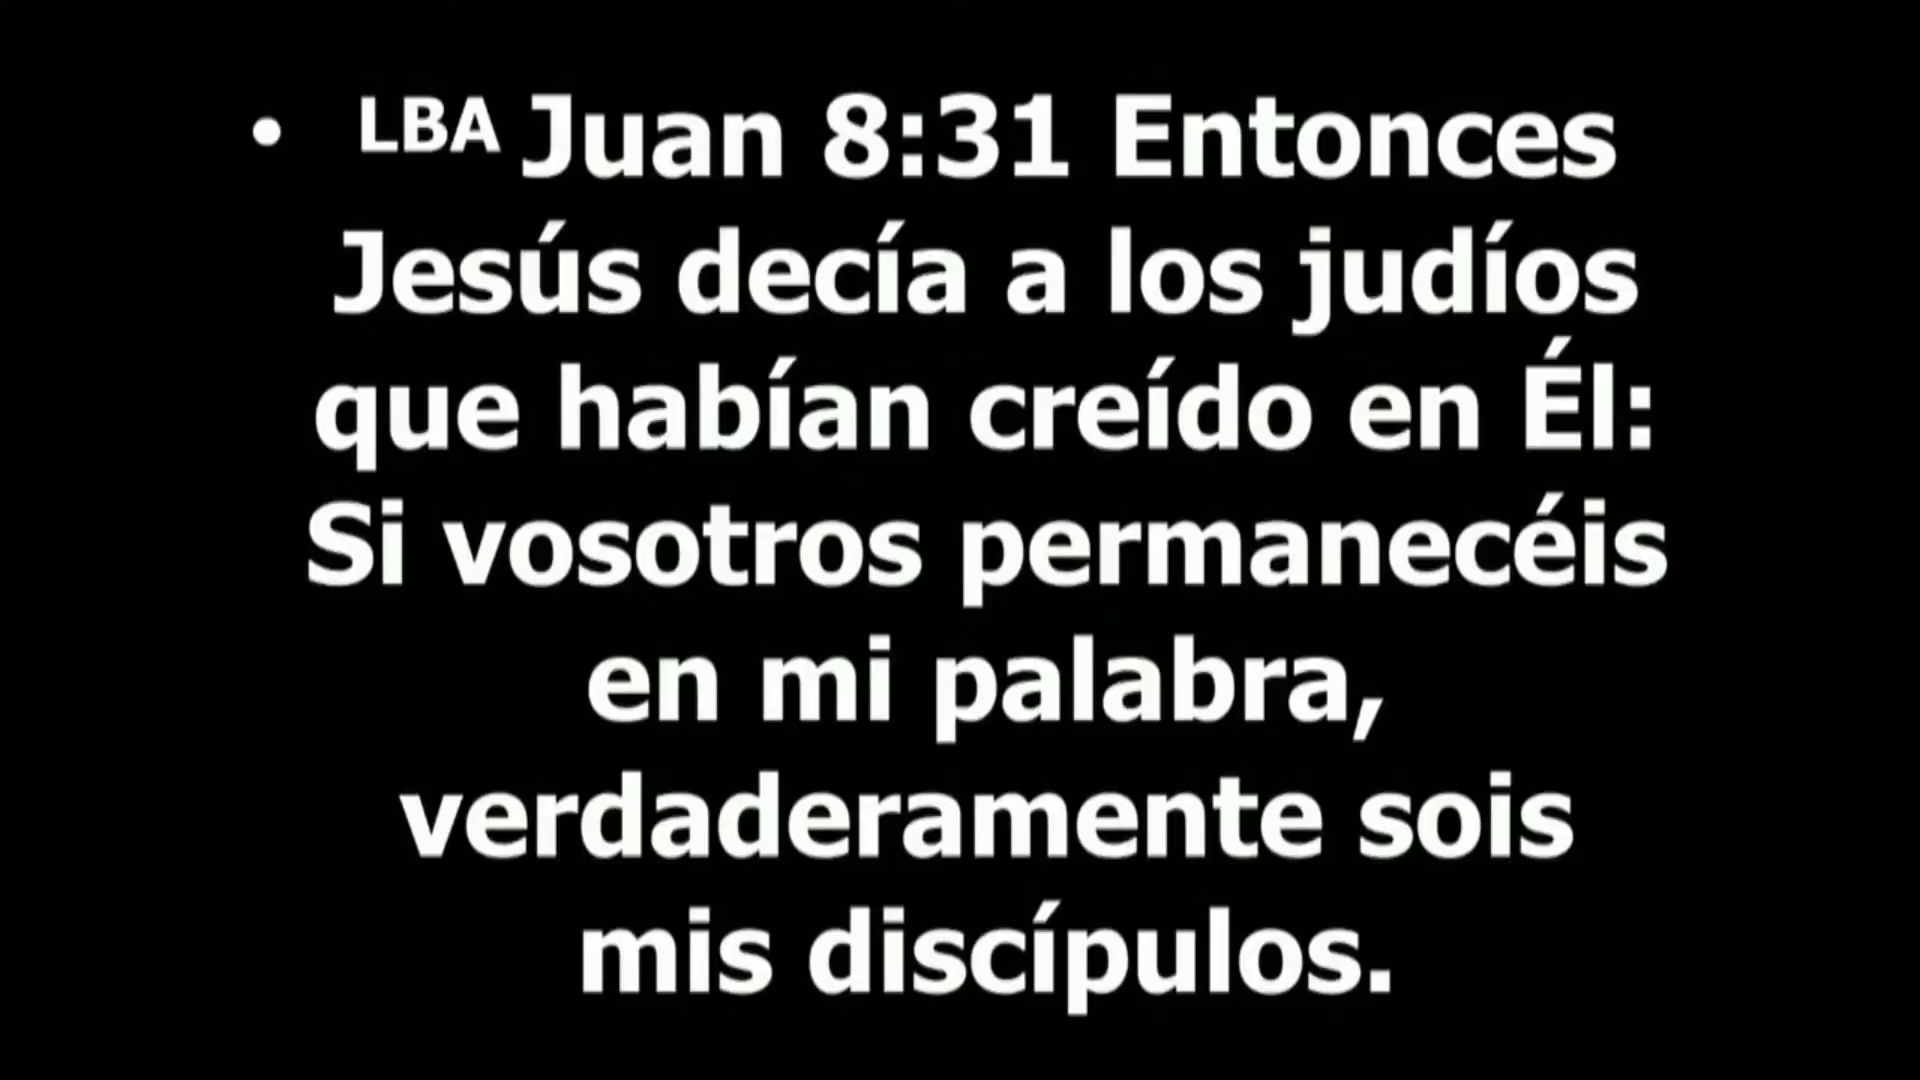 • LBA Juan 8:31 Entonces
Jesús decía a los judíos
que habían creído en Él:
Si vosotros permanecéis
en mi palabra,
verdaderamente sois
mis discípulos.